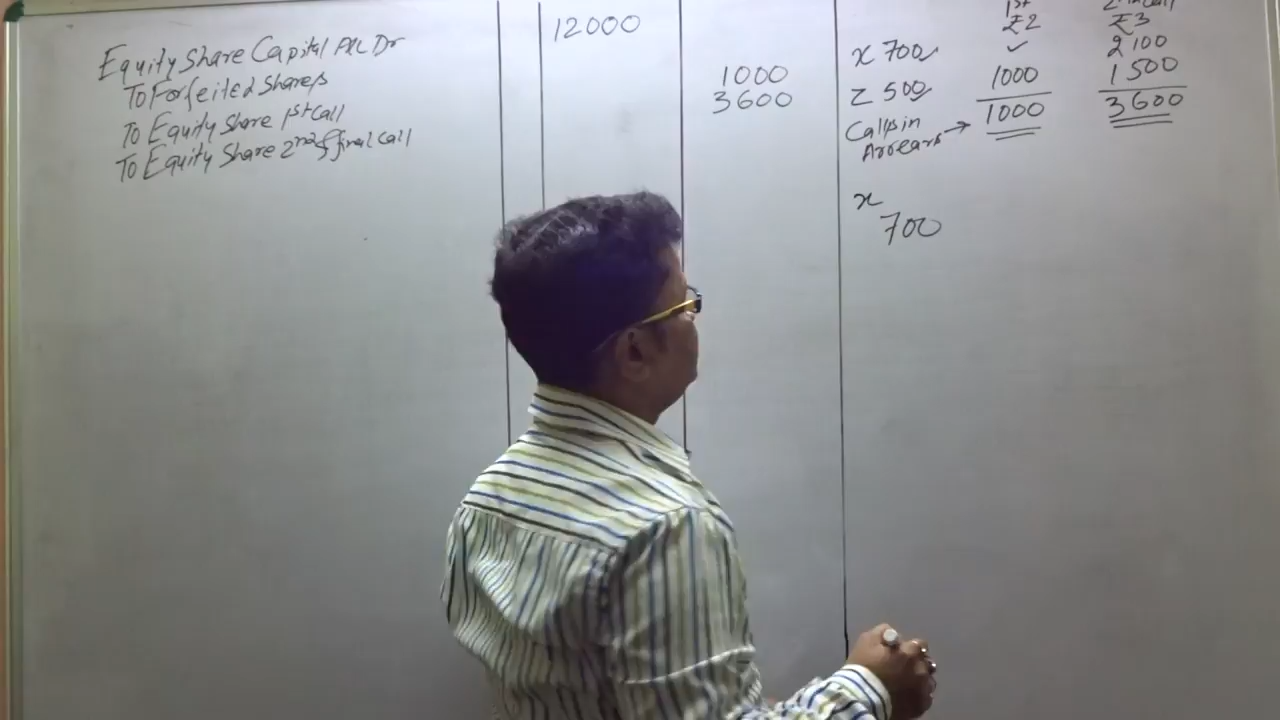 Equity Share Capital A/c Dr 12000
To Forfeited Shares
To Equity Share 1st Call 1000
To Equity Share 2nd & final Call 3600
1st 2nd Call
₹2 ₹3
x 700 ✓ 2100
z 500 1000 1500
Calls in Arrears → 1000 3600
x
700